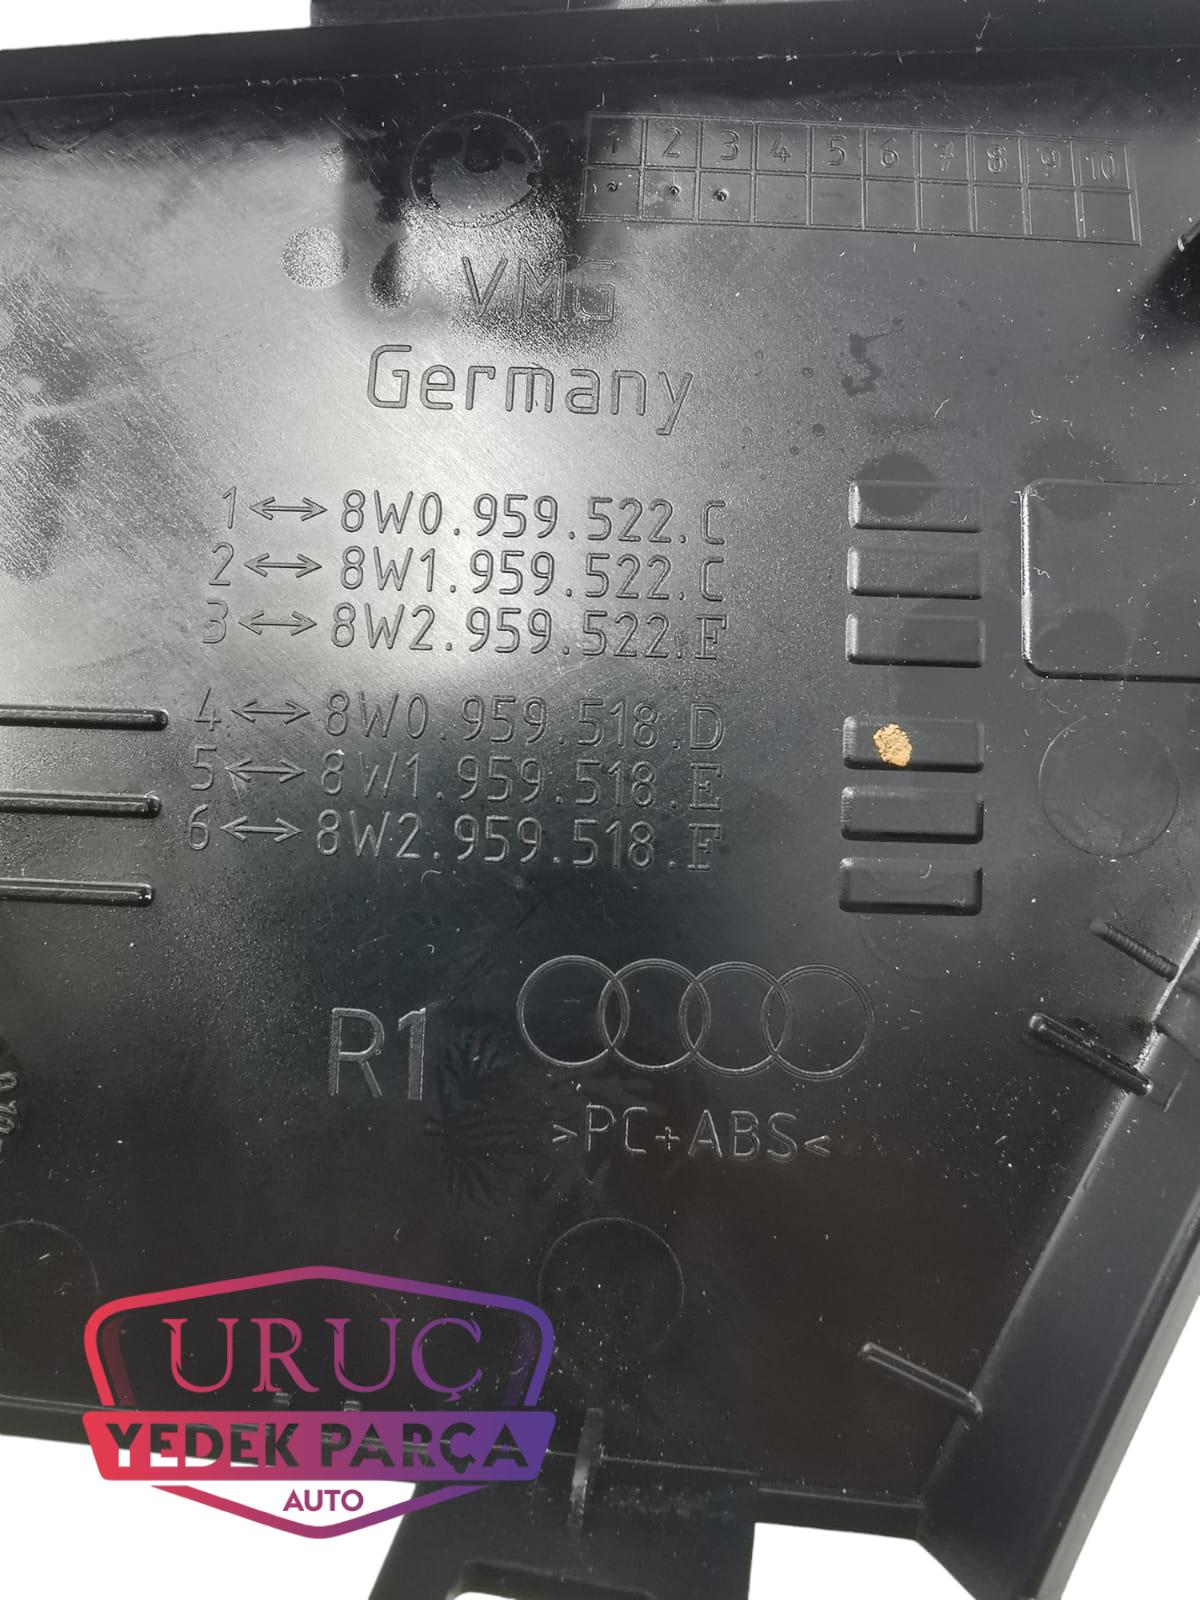 1 2 3 4 5 6 7 8 9 10
VMG
Germany
1↔8W0.959.522.C
2↔8W1.959.522.C
3↔8W2.959.522.E
4↔8W0.959.518.D
5↔8W1.959.518.E
6↔8W2.959.518.F
R1
>PC+ABS<
URUÇ
YEDEK PARÇA
AUTO